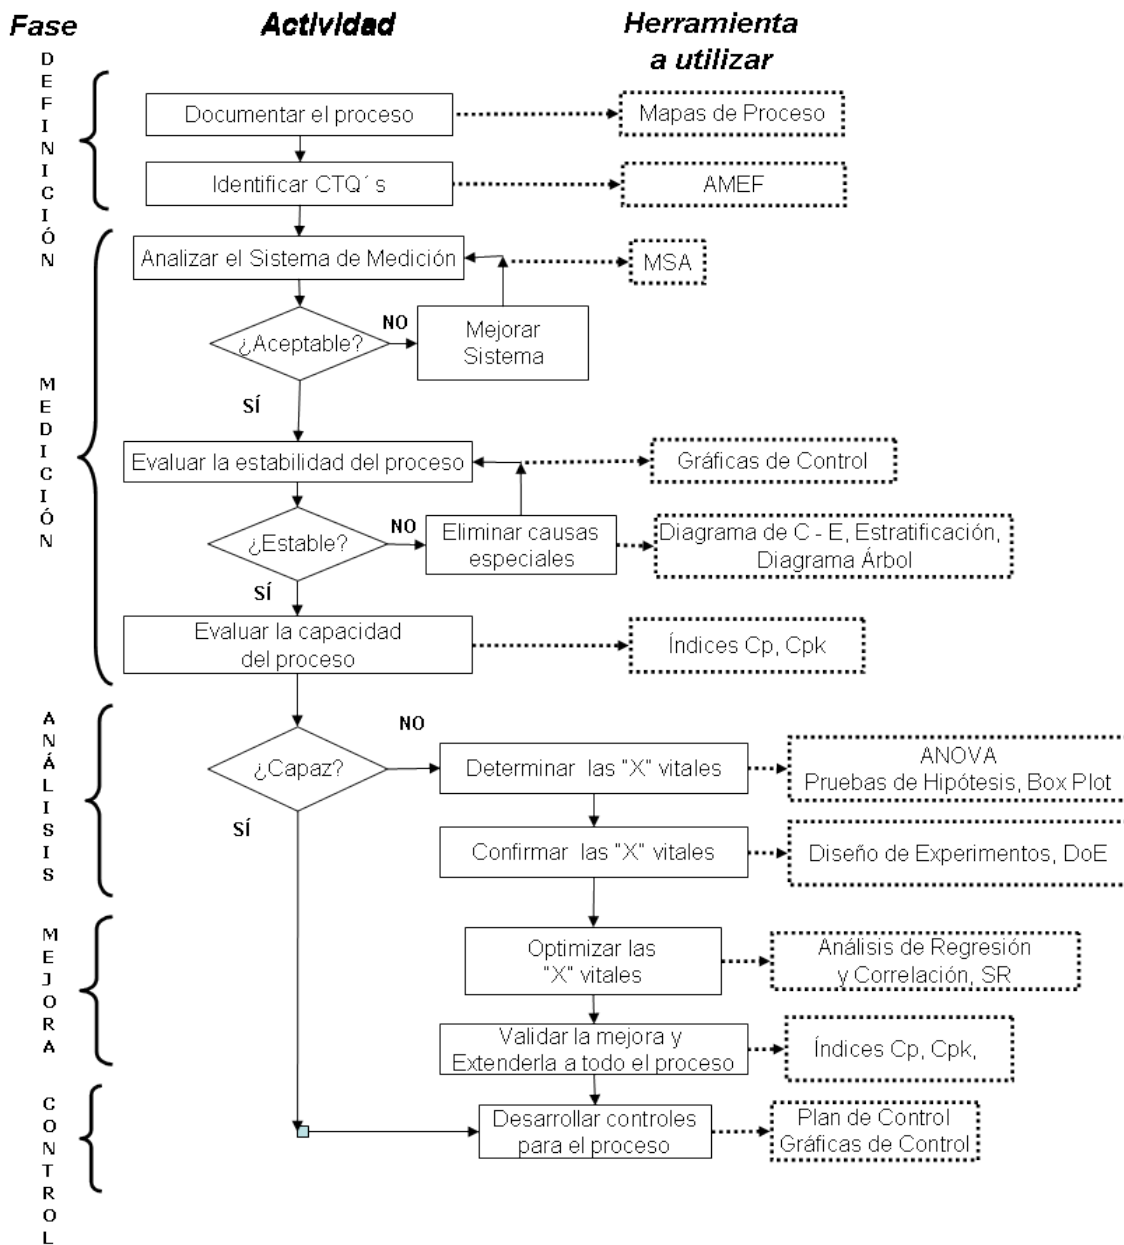 Fase
Actividad
Herramienta
a utilizar
DEFINICIÓN
Documentar el proceso
Mapas de Proceso
Identificar CTQ´s
AMEF
MEDICIÓN
Analizar el Sistema de Medición
MSA
¿Aceptable?
NO
Mejorar
Sistema
SÍ
Evaluar la estabilidad del proceso
Gráficas de Control
¿Estable?
NO
Eliminar causas
especiales
Diagrama de C - E, Estratificación,
Diagrama Árbol
SÍ
Evaluar la capacidad
del proceso
Índices Cp, Cpk
ANÁLISIS
¿Capaz?
NO
Determinar las "X" vitales
ANOVA
Pruebas de Hipótesis, Box Plot
SÍ
Confirmar las "X" vitales
Diseño de Experimentos, DoE
MEJORA
Optimizar las
"X" vitales
Análisis de Regresión
y Correlación, SR
Validar la mejora y
Extenderla a todo el proceso
Índices Cp, Cpk,
CONTROL
Desarrollar controles
para el proceso
Plan de Control
Gráficas de Control